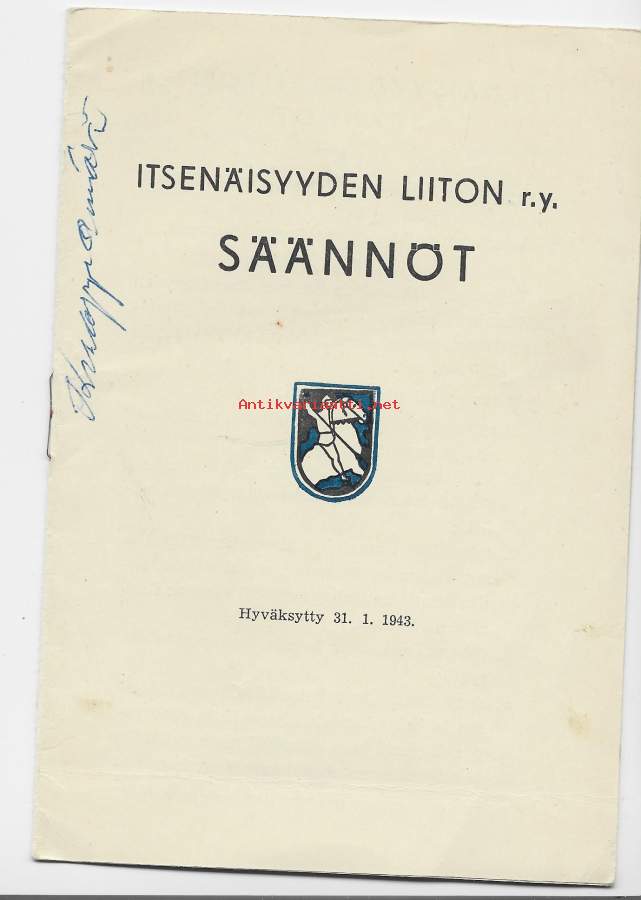 ITSENÄISYYDEN LIITON r.y.
SÄÄNNÖT
Antikvariaatti.net
Hyväksytty 31. 1. 1943.